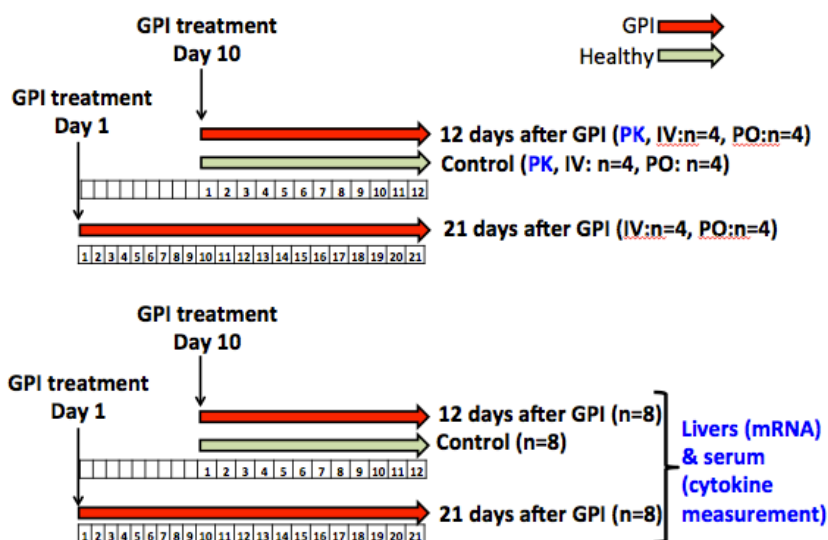 GPI treatment
Day 10
GPI
Healthy
GPI treatment
Day 1
12 days after GPI (PK, IV:n=4, PO:n=4)
Control (PK, IV: n=4, PO: n=4)
1 2 3 4 5 6 7 8 9 10 11 12
21 days after GPI (IV:n=4, PO:n=4)
1 2 3 4 5 6 7 8 9 10 11 12 13 14 15 16 17 18 19 20 21
GPI treatment
Day 10
GPI treatment
Day 1
12 days after GPI (n=8)
Control (n=8)
1 2 3 4 5 6 7 8 9 10 11 12
21 days after GPI (n=8)
1 2 3 4 5 6 7 8 9 10 11 12 13 14 15 16 17 18 19 20 21
Livers (mRNA)
& serum
(cytokine
measurement)